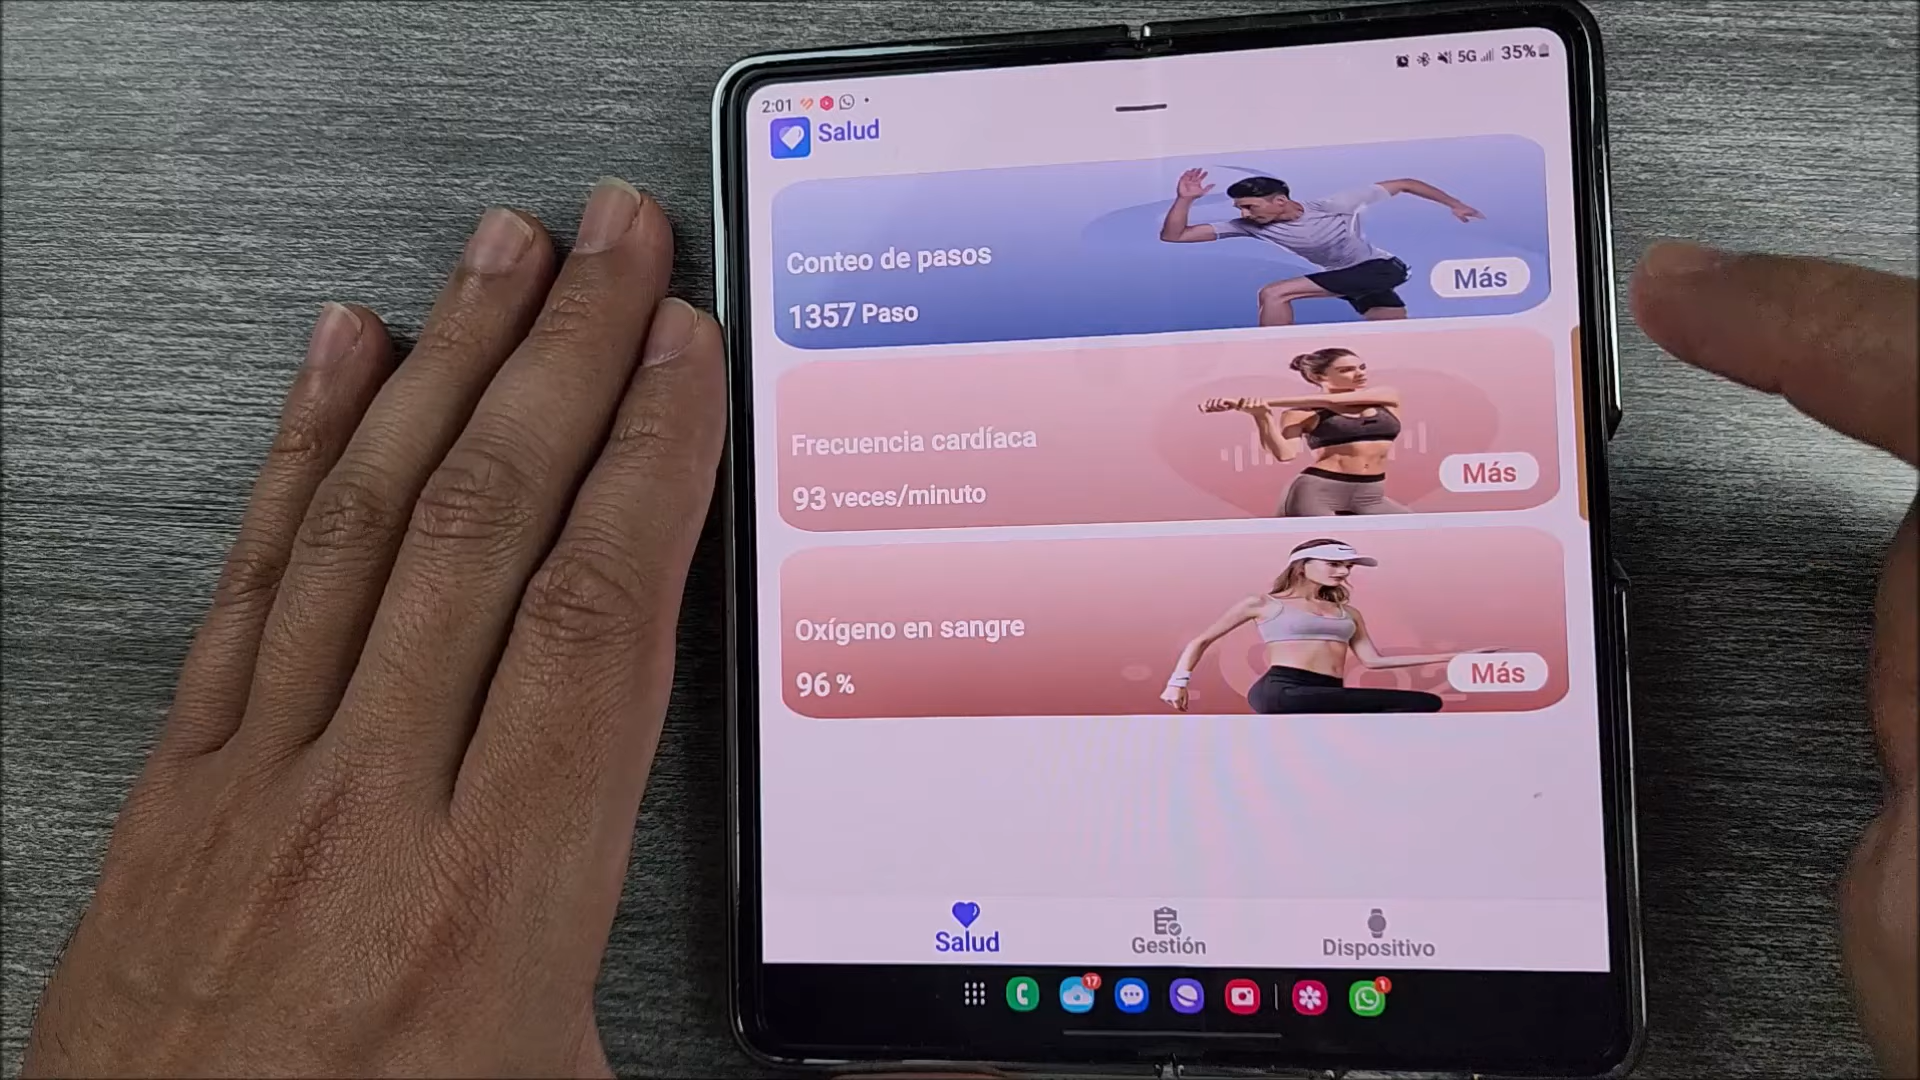 2:01
5G 35%
Salud
Conteo de pasos
1357 Paso
Más
Frecuencia cardíaca
93 veces/minuto
Más
Oxígeno en sangre
96 %
Más
Salud
Gestión
Dispositivo
17
1